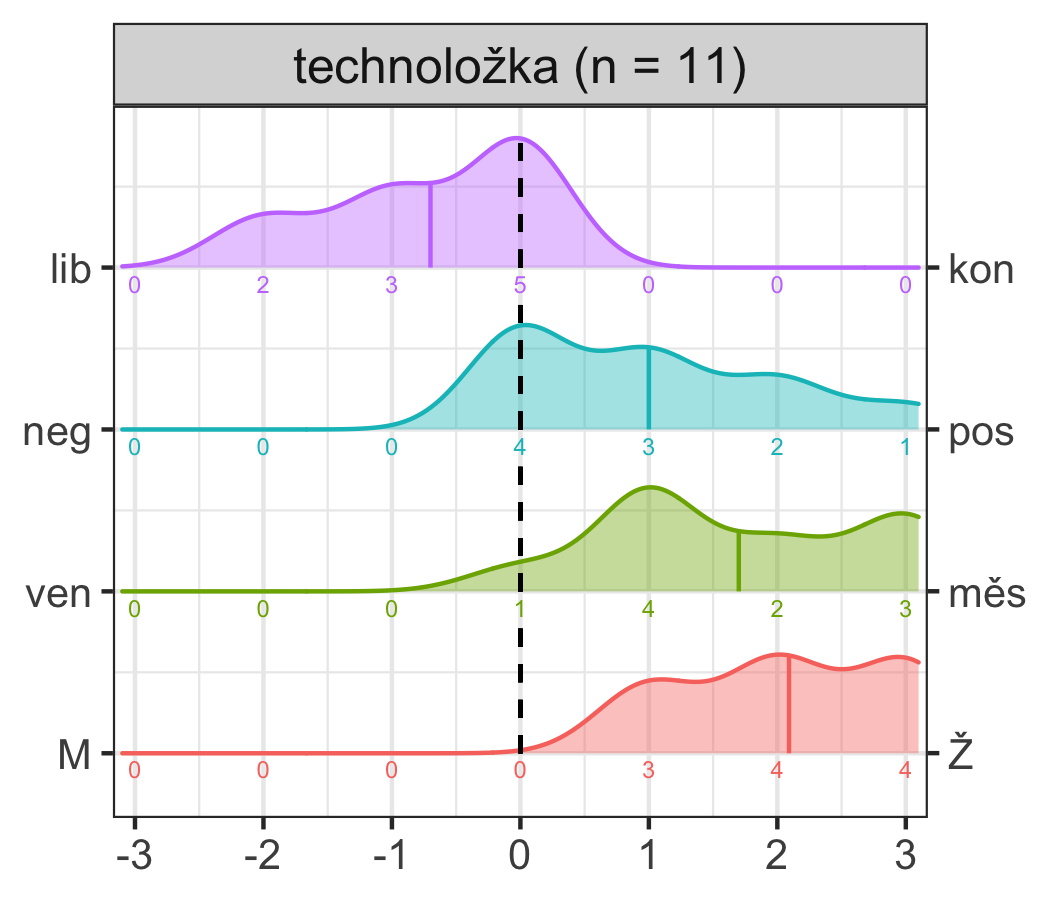 technoložka (n = 11)
lib kon
0 2 3 5 0 0 0
neg pos
0 0 0 4 3 2 1
ven měs
0 0 0 1 4 2 3
M Ž
0 0 0 0 3 4 4
-3 -2 -1 0 1 2 3